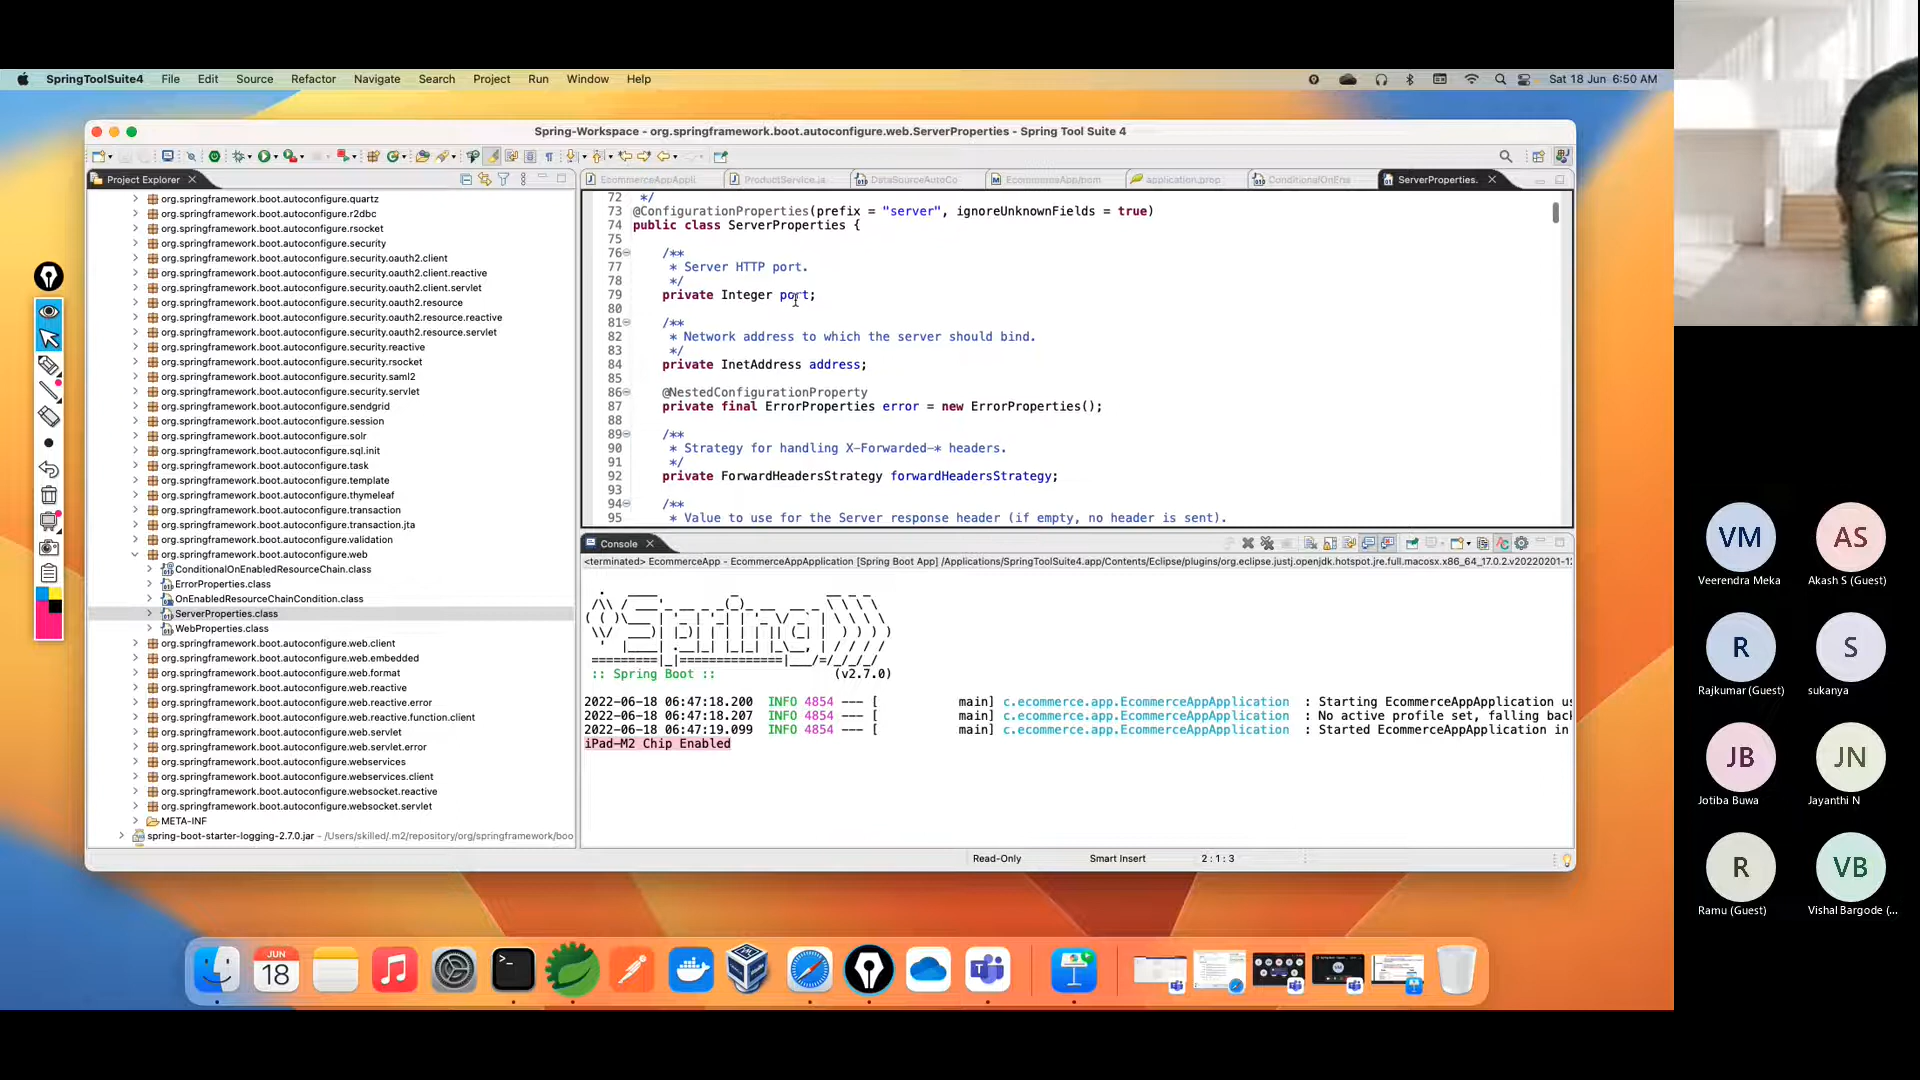 SpringToolSuite4 File Edit Source Refactor Navigate Search Project Run Window Help
Sat 18 Jun 6:50 AM
Spring-Workspace - org.springframework.boot.autoconfigure.web.ServerProperties - Spring Tool Suite 4
Project Explorer
org.springframework.boot.autoconfigure.quartz
org.springframework.boot.autoconfigure.r2dbc
org.springframework.boot.autoconfigure.rsocket
org.springframework.boot.autoconfigure.security
org.springframework.boot.autoconfigure.security.oauth2.client
org.springframework.boot.autoconfigure.security.oauth2.client.reactive
org.springframework.boot.autoconfigure.security.oauth2.client.servlet
org.springframework.boot.autoconfigure.security.oauth2.resource
org.springframework.boot.autoconfigure.security.oauth2.resource.reactive
org.springframework.boot.autoconfigure.security.oauth2.resource.servlet
org.springframework.boot.autoconfigure.security.reactive
org.springframework.boot.autoconfigure.security.rsocket
org.springframework.boot.autoconfigure.security.saml2
org.springframework.boot.autoconfigure.security.servlet
org.springframework.boot.autoconfigure.sendgrid
org.springframework.boot.autoconfigure.session
org.springframework.boot.autoconfigure.solr
org.springframework.boot.autoconfigure.sql.init
org.springframework.boot.autoconfigure.task
org.springframework.boot.autoconfigure.template
org.springframework.boot.autoconfigure.thymeleaf
org.springframework.boot.autoconfigure.transaction
org.springframework.boot.autoconfigure.transaction.jta
org.springframework.boot.autoconfigure.validation
org.springframework.boot.autoconfigure.web
ConditionalOnEnabledResourceChain.class
ErrorProperties.class
OnEnabledResourceChainCondition.class
ServerProperties.class
WebProperties.class
org.springframework.boot.autoconfigure.web.client
org.springframework.boot.autoconfigure.web.embedded
org.springframework.boot.autoconfigure.web.format
org.springframework.boot.autoconfigure.web.reactive
org.springframework.boot.autoconfigure.web.reactive.error
org.springframework.boot.autoconfigure.web.reactive.function.client
org.springframework.boot.autoconfigure.web.servlet
org.springframework.boot.autoconfigure.web.servlet.error
org.springframework.boot.autoconfigure.webservices
org.springframework.boot.autoconfigure.webservices.client
org.springframework.boot.autoconfigure.websocket.reactive
org.springframework.boot.autoconfigure.websocket.servlet
META-INF
spring-boot-starter-logging-2.7.0.jar - /Users/skilled/.m2/repository/org/springframework/boo
EcommerceAppAppli ProductService.ja DataSourceAutoCo EcommerceApp/pom application.prop ConditionalOnEna ServerProperties.
72 */
73 @ConfigurationProperties(prefix = "server", ignoreUnknownFields = true)
74 public class ServerProperties {
75
76 /**
77 * Server HTTP port.
78 */
79 private Integer port;
80
81 /**
82 * Network address to which the server should bind.
83 */
84 private InetAddress address;
85
86 @NestedConfigurationProperty
87 private final ErrorProperties error = new ErrorProperties();
88
89 /**
90 * Strategy for handling X-Forwarded-* headers.
91 */
92 private ForwardHeadersStrategy forwardHeadersStrategy;
93
94 /**
95 * Value to use for the Server response header (if empty, no header is sent).
Console
<terminated> EcommerceApp - EcommerceAppApplication [Spring Boot App] /Applications/SpringToolSuite4.app/Contents/Eclipse/plugins/org.eclipse.justj.openjdk.hotspot.jre.full.macosx.x86_64_17.0.2.v20220201-12
Spring
:: Spring Boot :: (v2.7.0)
2022-06-18 06:47:18.200 INFO 4854 --- [ main] c.ecommerce.app.EcommerceAppApplication : Starting EcommerceAppApplication us
2022-06-18 06:47:18.207 INFO 4854 --- [ main] c.ecommerce.app.EcommerceAppApplication : No active profile set, falling back
2022-06-18 06:47:19.099 INFO 4854 --- [ main] c.ecommerce.app.EcommerceAppApplication : Started EcommerceAppApplication in
iPad-M2 Chip Enabled
Read-Only Smart Insert 2 : 1 : 3
JUN
18
VM AS
Veerendra Meka Akash S (Guest)
R S
Rajkumar (Guest) sukanya
JB JN
Jotiba Buwa Jayanthi N
R VB
Ramu (Guest) Vishal Bargode (...